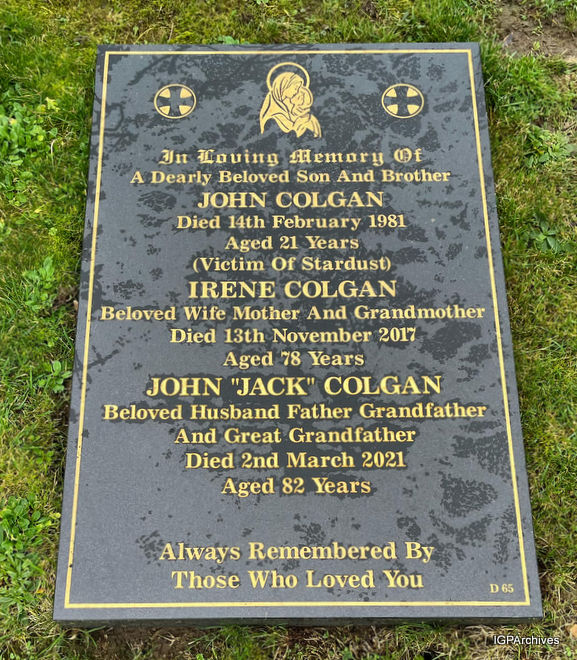 In Loving Memory Of
A Dearly Beloved Son And Brother
JOHN COLGAN
Died 14th February 1981
Aged 21 Years
(Victim Of Stardust)
IRENE COLGAN
Beloved Wife Mother And Grandmother
Died 13th November 2017
Aged 78 Years
JOHN "JACK" COLGAN
Beloved Husband Father Grandfather
And Great Grandfather
Died 2nd March 2021
Aged 82 Years
Always Remembered By
Those Who Loved You
D 65
IGPArchives